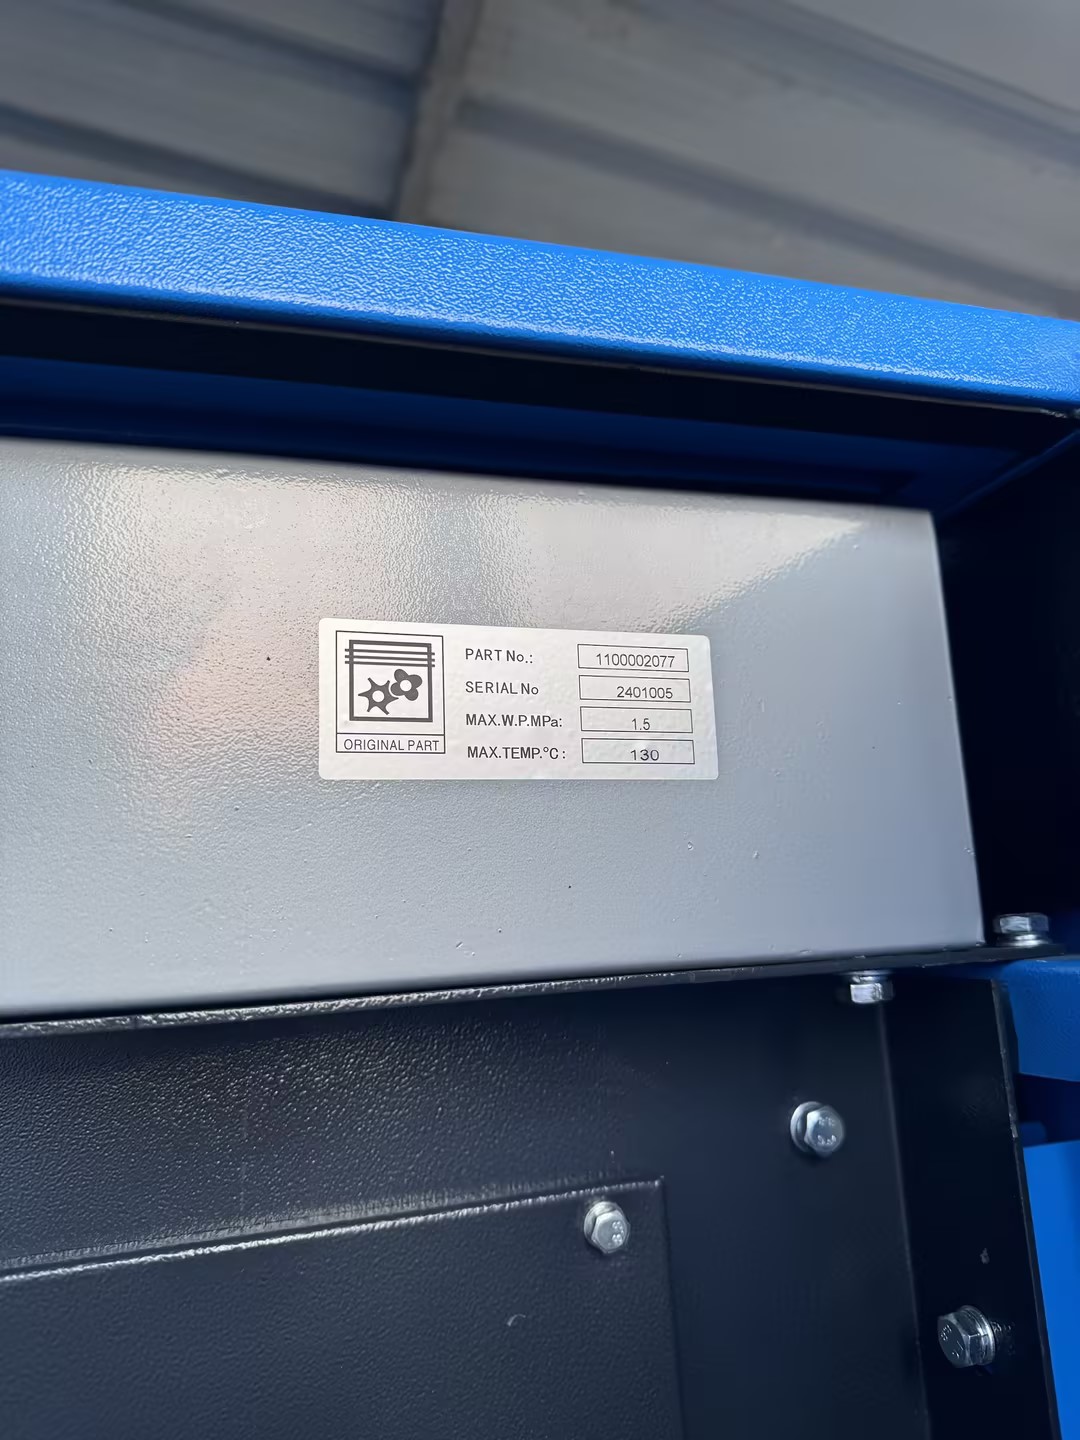 PART No.: 1100002077
SERIAL No 2401005
MAX.W.P.MPa: 1.5
MAX.TEMP.°C: 130
ORIGINAL PART